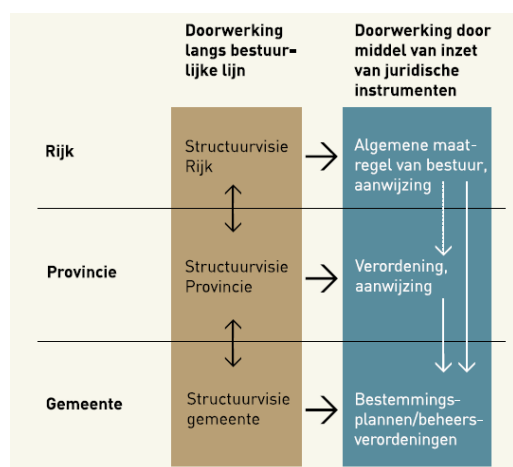 Doorwerking
langs bestuur-
lijke lijn
Doorwerking door
middel van inzet
van juridische
instrumenten
Rijk
Structuurvisie
Rijk
Algemene maat-
regel van bestuur,
aanwijzing
Provincie
Structuurvisie
Provincie
Verordening,
aanwijzing
Gemeente
Structuurvisie
gemeente
Bestemmings-
plannen/beheers-
verordeningen